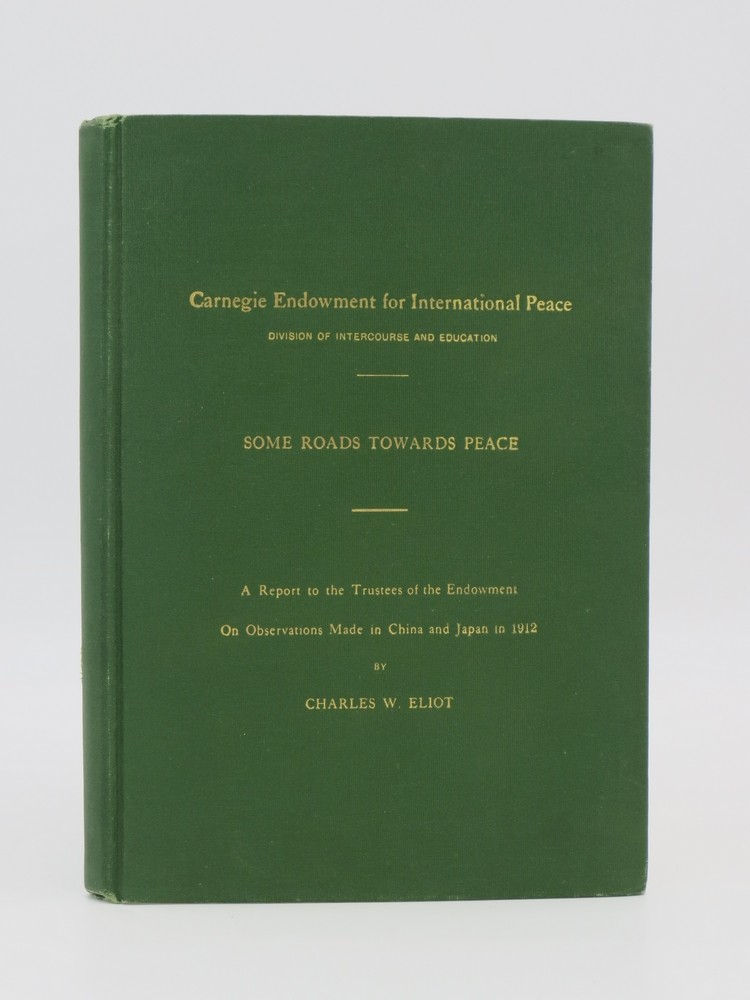 Carnegie Endowment for International Peace
DIVISION OF INTERCOURSE AND EDUCATION
SOME ROADS TOWARDS PEACE
A Report to the Trustees of the Endowment
On Observations Made in China and Japan in 1912
BY
CHARLES W. ELIOT